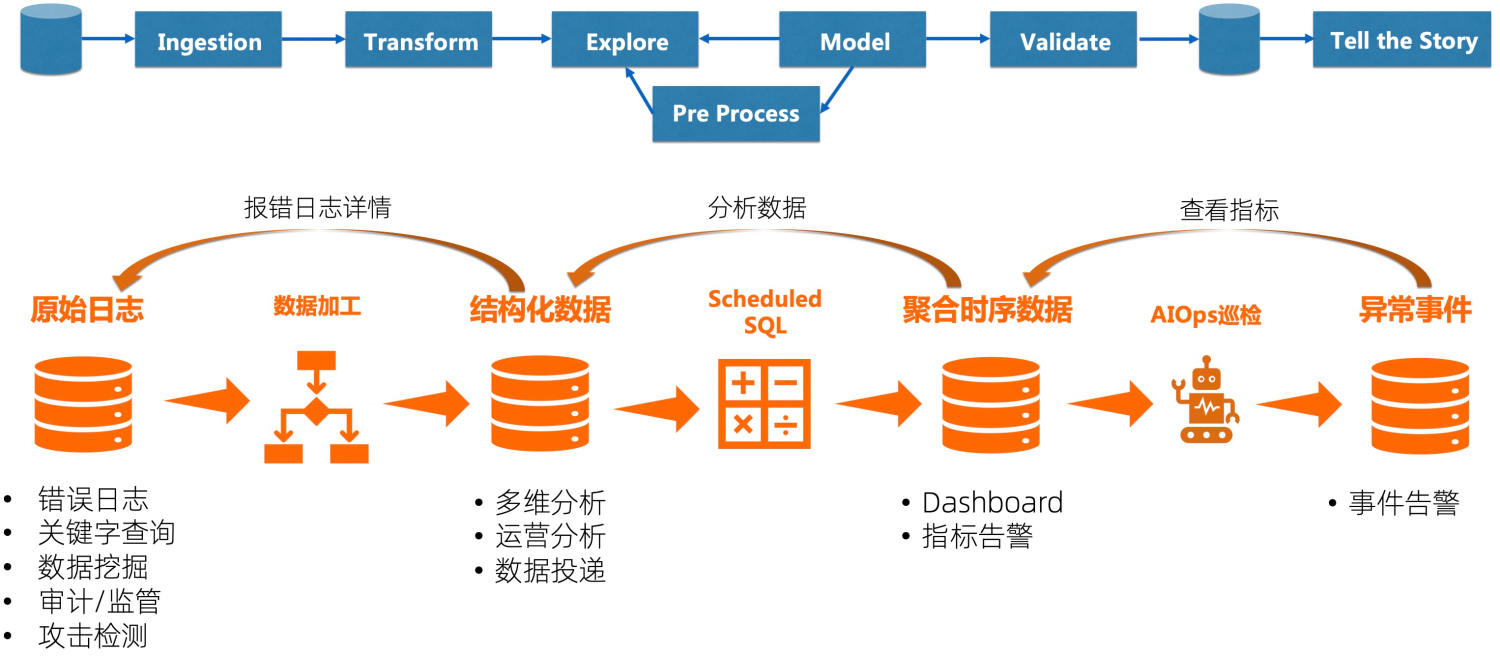 Ingestion
Transform
Explore
Model
Validate
Tell the Story
Pre Process
报错日志详情
分析数据
查看指标
原始日志
数据加工
结构化数据
Scheduled
SQL
聚合时序数据
AIOps巡检
异常事件
• 错误日志
• 关键字查询
• 数据挖掘
• 审计/监管
• 攻击检测
• 多维分析
• 运营分析
• 数据投递
• Dashboard
• 指标告警
• 事件告警